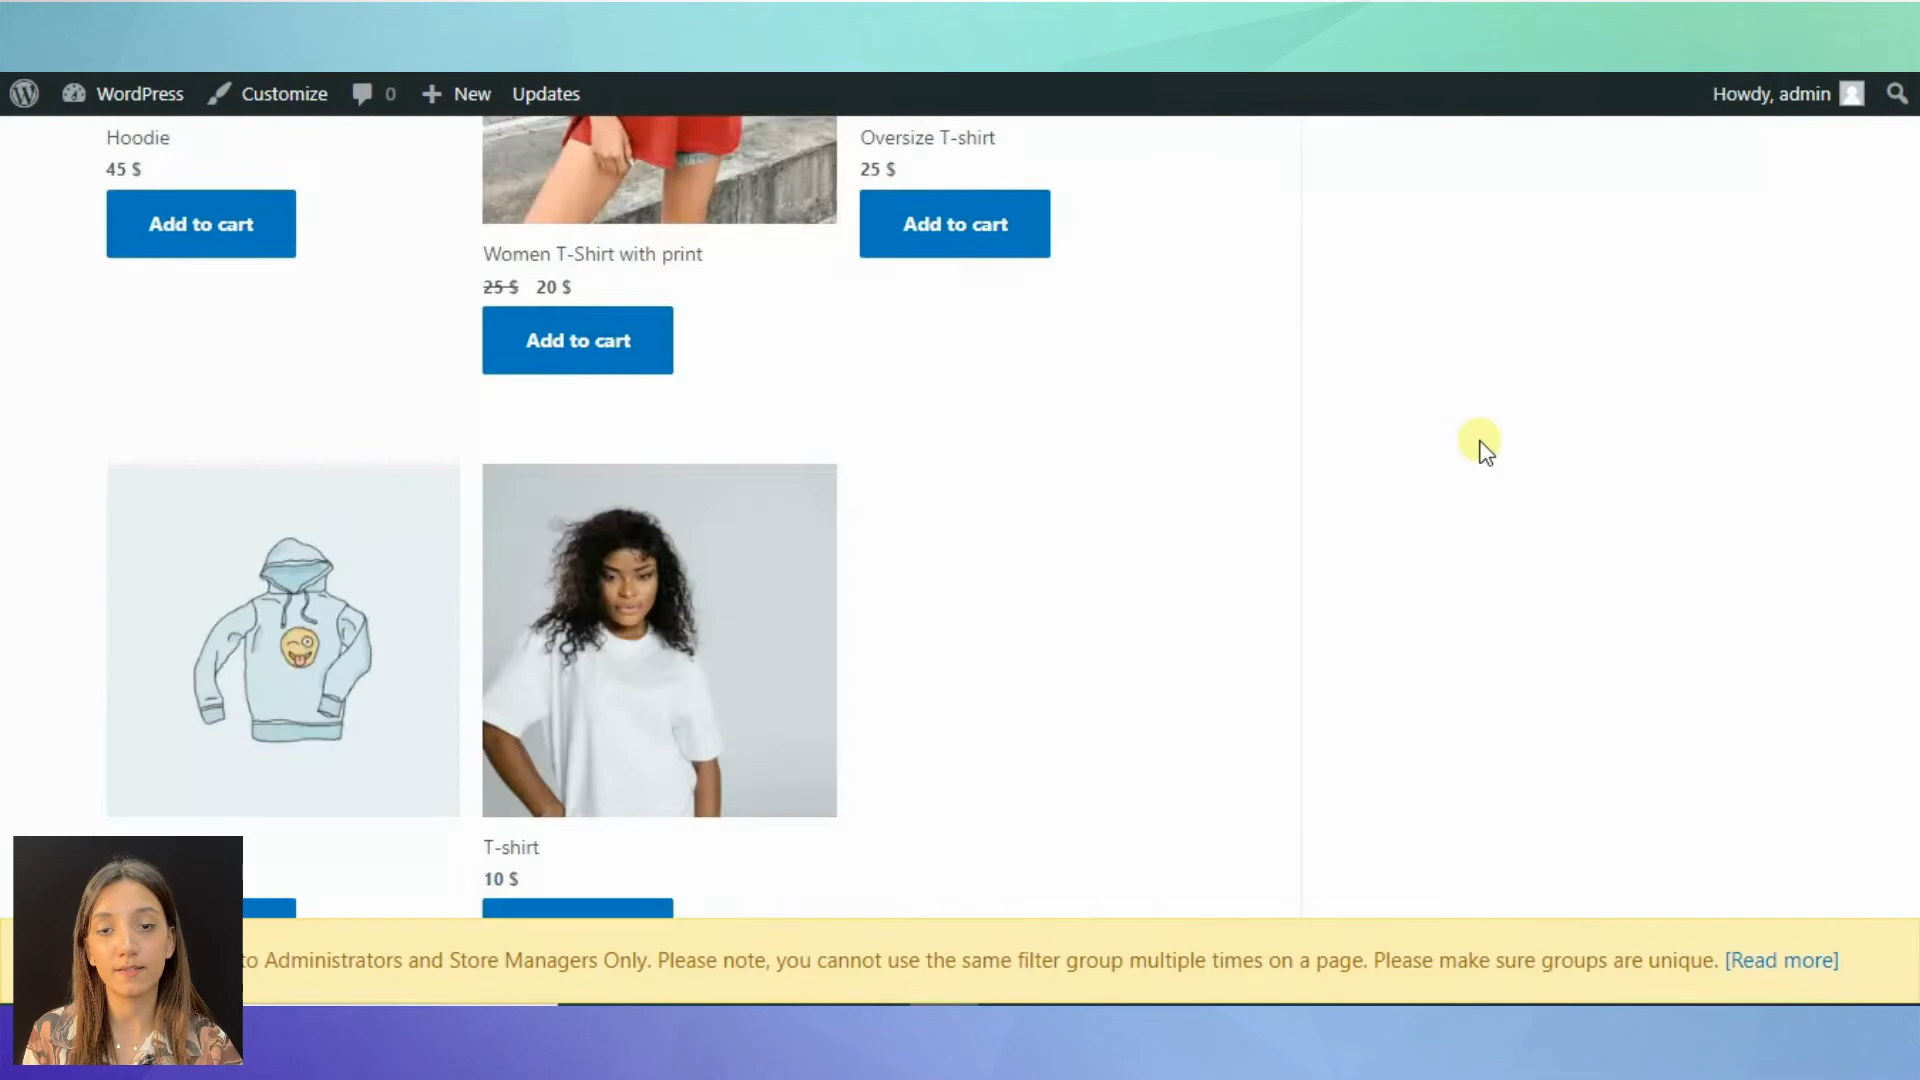 WordPress Customize 0 New Updates Howdy, admin
Hoodie
45 $
Add to cart
Women T-Shirt with print
25 $ 20 $
Add to cart
Oversize T-shirt
25 $
Add to cart
T-shirt
10 $
to Administrators and Store Managers Only. Please note, you cannot use the same filter group multiple times on a page. Please make sure groups are unique. [Read more]